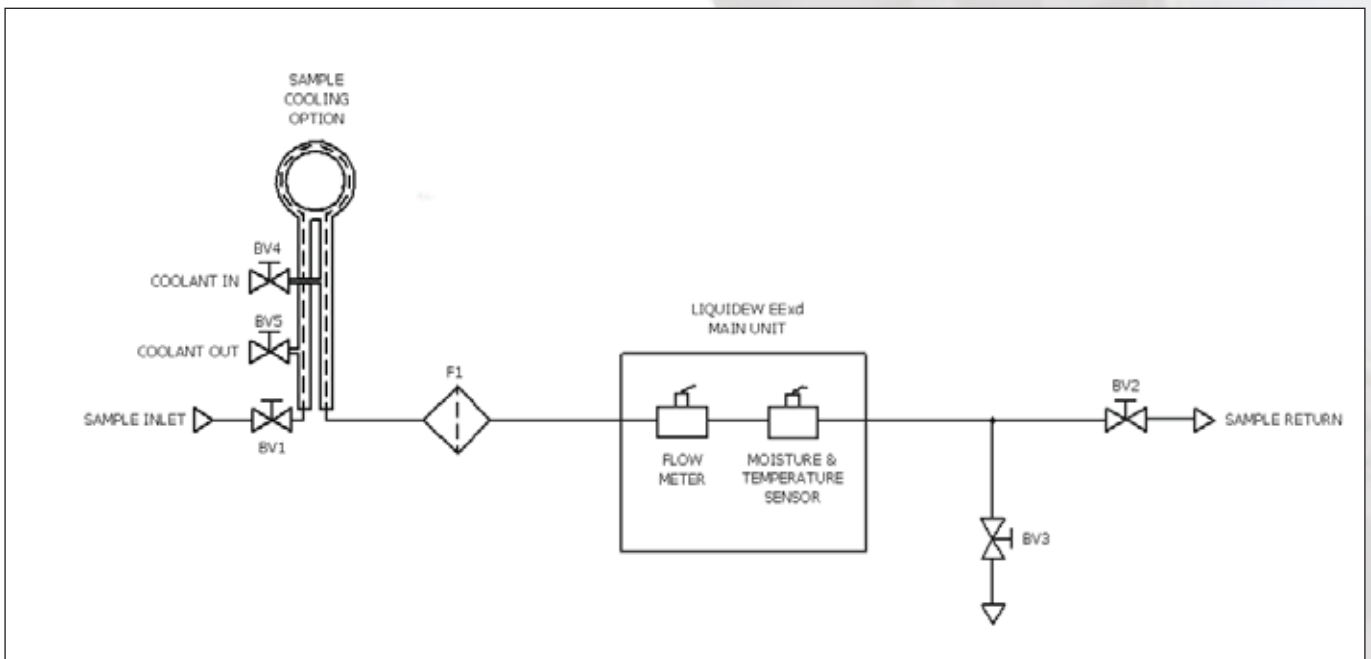 SAMPLE
COOLING
OPTION
BV4
COOLANT IN
BV5
COOLANT OUT
SAMPLE INLET
BV1
F1
LIQUIDEW EExd
MAIN UNIT
FLOW
METER
MOISTURE &
TEMPERATURE
SENSOR
BV2
SAMPLE RETURN
BV3